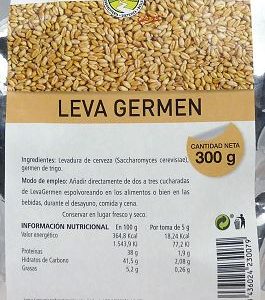 LEVA GERMEN
CANTIDAD NETA
300 g
Ingredientes: Levadura de cerveza (Saccharomyces cerevisiae),
germen de trigo.
Modo de empleo: Añadir directamente de dos a tres cucharadas
de LevaGermen espolvoreando en los alimentos o bien en las
bebidas, durante el desayuno, comida y cena.
Conservar en lugar fresco y seco.
INFORMACIÓN NUTRICIONAL En 100 g Por toma de 5 g
Valor energético 364,8 Kcal 18,24 Kcal
1.543,9 Kj 77,2 Kj
Proteínas 38 g 1,9 g
Hidratos de Carbono 41,5 g 2,08 g
Grasas 5,2 g 0,26 g